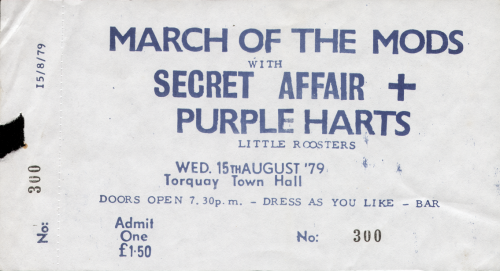 15/8/79
No: 300
MARCH OF THE MODS
WITH
SECRET AFFAIR +
PURPLE HARTS
LITTLE ROOSTERS
WED. 15TH AUGUST '79
Torquay Town Hall
DOORS OPEN 7.30p.m. - DRESS AS YOU LIKE - BAR
Admit
One
£1·50
No: 300